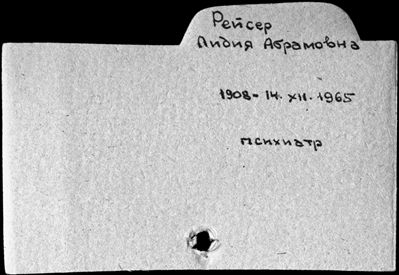 Рейсер
Лидия Абрамовна
1908 - 14. XII. 1965
психиатр